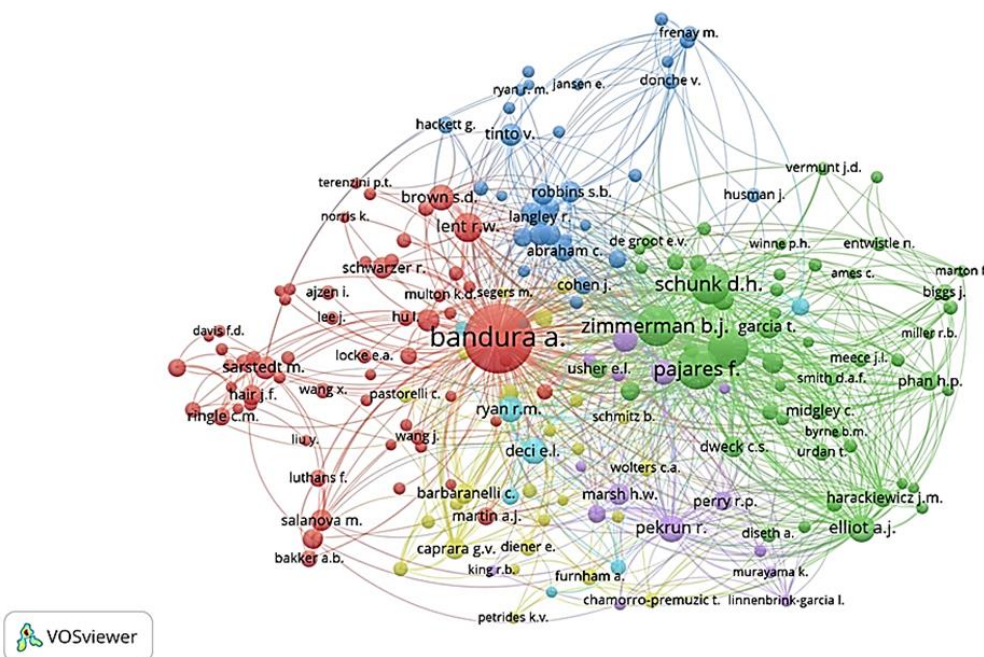 frenay m.
ryan r. m.
jansen e.
donche v.
hackett g.
tinto v.
vermunt j.d.
terenzini p.t.
brown s.d.
robbins s.b.
husman j.
norris k.
lent r.w.
langley r.
de groot e.v.
winne p.h.
entwistle n.
abraham c.
schwarzer r.
marton f.
ames c.
ajzen i.
multon k.d.
segers m.
cohen j.
schunk d.h.
biggs j.
lee j.
hu l.
davis f.d.
bandura a.
zimmerman b.j.
garcia t.
miller r.b.
locke e.a.
meece j.l.
sarstedt m.
usher e.l.
pajares f.
smith d.a.f.
phan h.p.
hair j.f.
wang x.
pastorelli c.
ringle c.m.
ryan r.m.
schmitz b.
midgley c.
byrne b.m.
liu y.
wang j.
deci e.l.
dweck c.s.
urdan t.
wolters c.a.
luthans f.
barbaranelli c.
marsh h.w.
perry r.p.
harackiewicz j.m.
salanova m.
martin a.j.
pekrun r.
diseth a.
elliot a.j.
bakker a.b.
caprara g.v.
diener e.
king r.b.
furnham a.
murayama k.
chamorro-premuzic t.
linnenbrink-garcia l.
petrides k.v.
VOSviewer